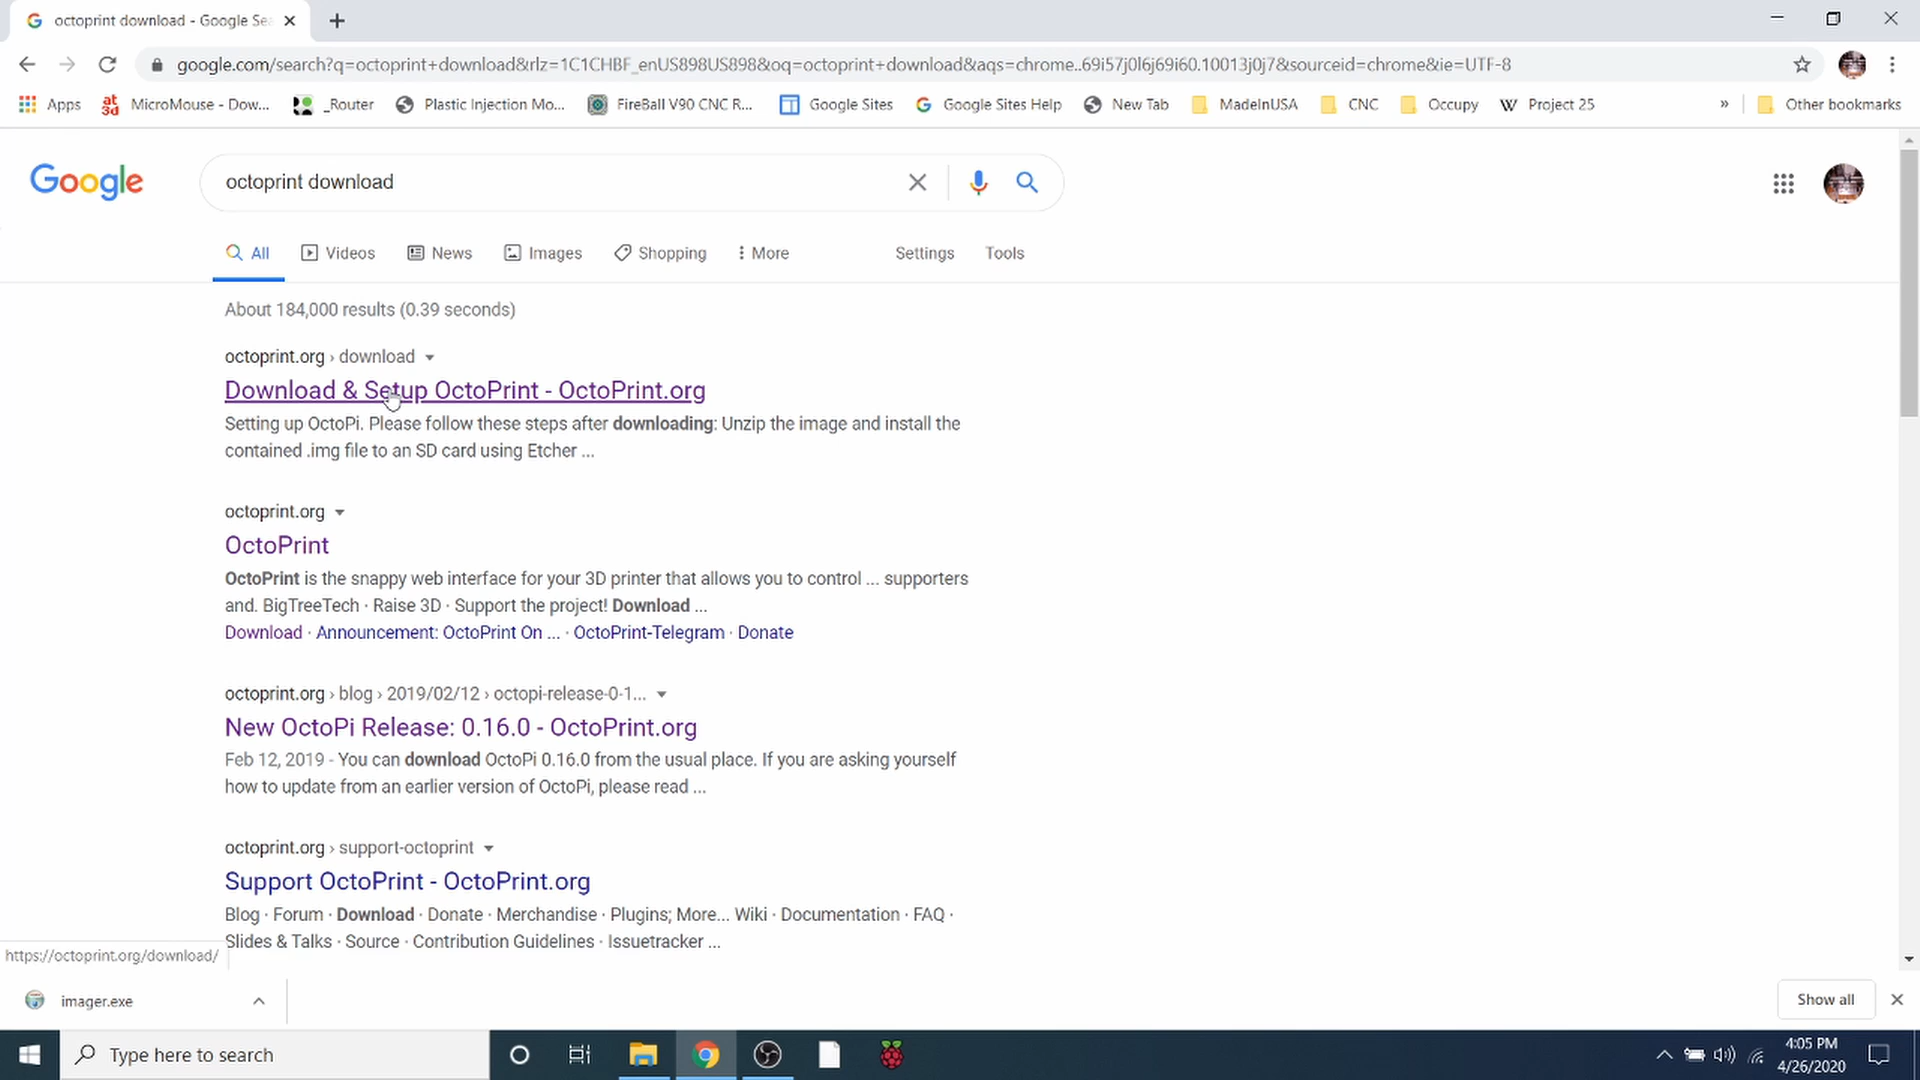 octoprint download - Google Sea
google.com/search?q=octoprint+download&rlz=1C1CHBF_enUS898US898&oq=octoprint+download&aqs=chrome..69i57j0l6j69i60.10013j0j7&sourceid=chrome&ie=UTF-8
Apps at 3d MicroMouse - Dow... _Router Plastic Injection Mo... FireBall V90 CNC R... Google Sites Google Sites Help New Tab MadeInUSA CNC Occupy W Project 25 » Other bookmarks
Google octoprint download
All Videos News Images Shopping More Settings Tools
About 184,000 results (0.39 seconds)
octoprint.org › download
Download & Setup OctoPrint - OctoPrint.org
Setting up OctoPi. Please follow these steps after downloading: Unzip the image and install the
contained .img file to an SD card using Etcher ...
octoprint.org
OctoPrint
OctoPrint is the snappy web interface for your 3D printer that allows you to control ... supporters
and. BigTreeTech · Raise 3D · Support the project! Download ...
Download · Announcement: OctoPrint On ... · OctoPrint-Telegram · Donate
octoprint.org › blog › 2019/02/12 › octopi-release-0-1...
New OctoPi Release: 0.16.0 - OctoPrint.org
Feb 12, 2019 - You can download OctoPi 0.16.0 from the usual place. If you are asking yourself
how to update from an earlier version of OctoPi, please read ...
octoprint.org › support-octoprint
Support OctoPrint - OctoPrint.org
Blog · Forum · Download · Donate · Merchandise · Plugins; More... Wiki · Documentation · FAQ ·
Slides & Talks · Source · Contribution Guidelines · Issuetracker ...
https://octoprint.org/download/
imager.exe Show all
Type here to search
4:05 PM
4/26/2020